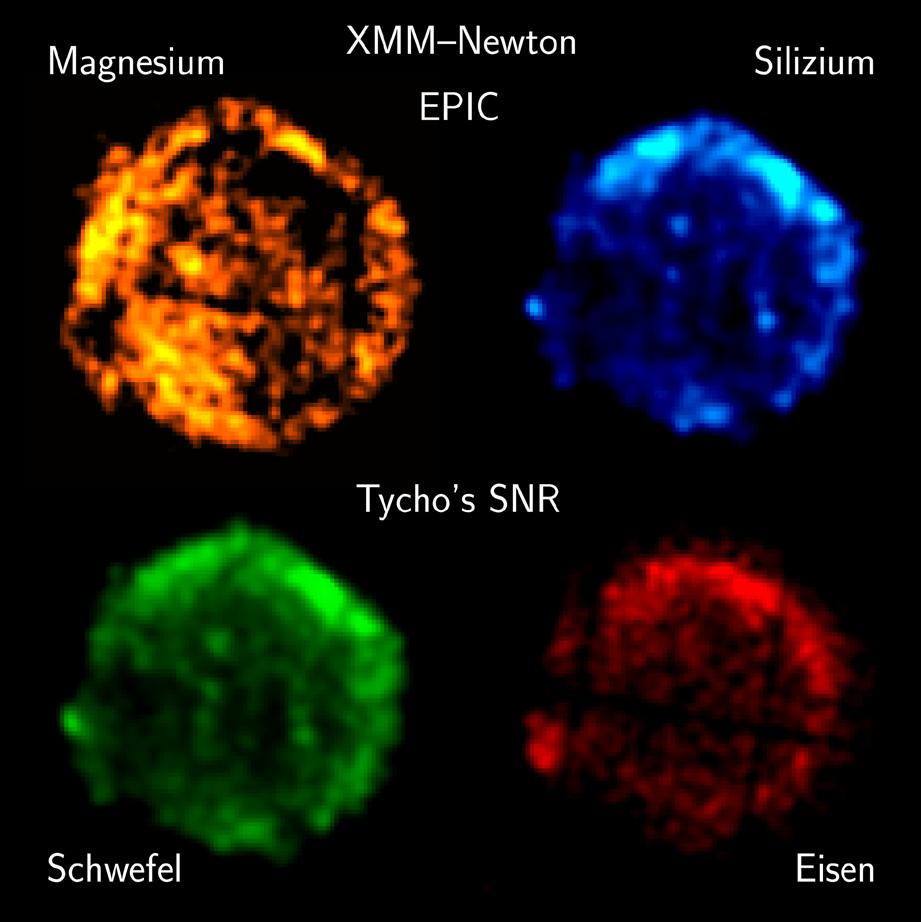 XMM–Newton
Magnesium
Silizium
EPIC
Tycho's SNR
Schwefel
Eisen